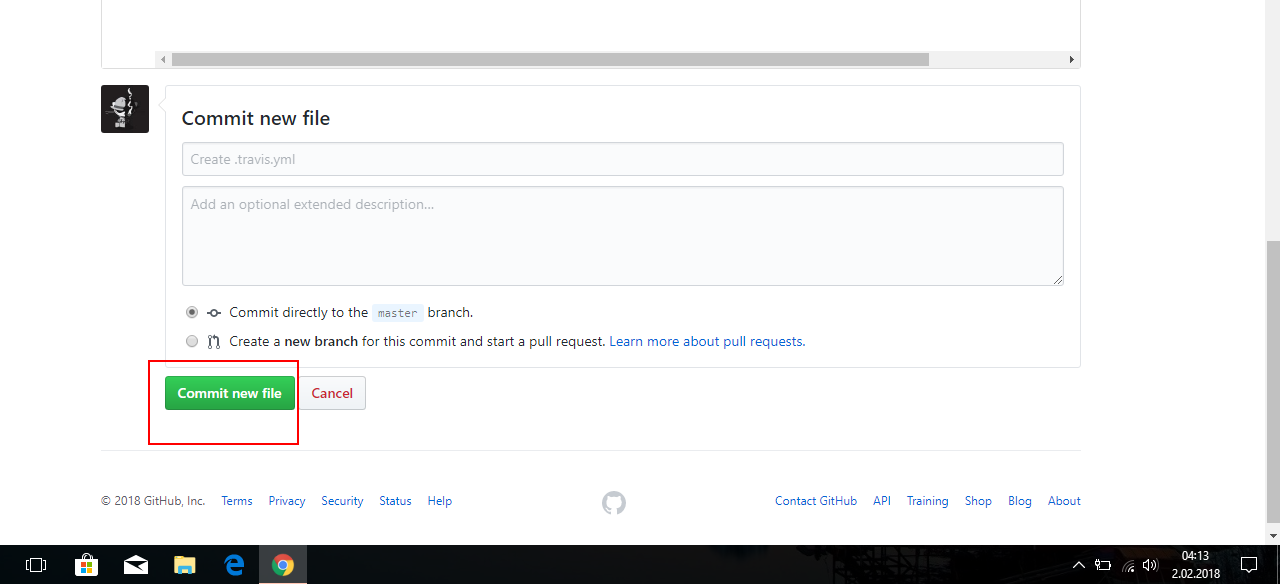 Commit new file
Create .travis.yml
Add an optional extended description...
Commit directly to the master branch.
Create a new branch for this commit and start a pull request. Learn more about pull requests.
Commit new file Cancel
© 2018 GitHub, Inc. Terms Privacy Security Status Help Contact GitHub API Training Shop Blog About
04:13
2.02.2018